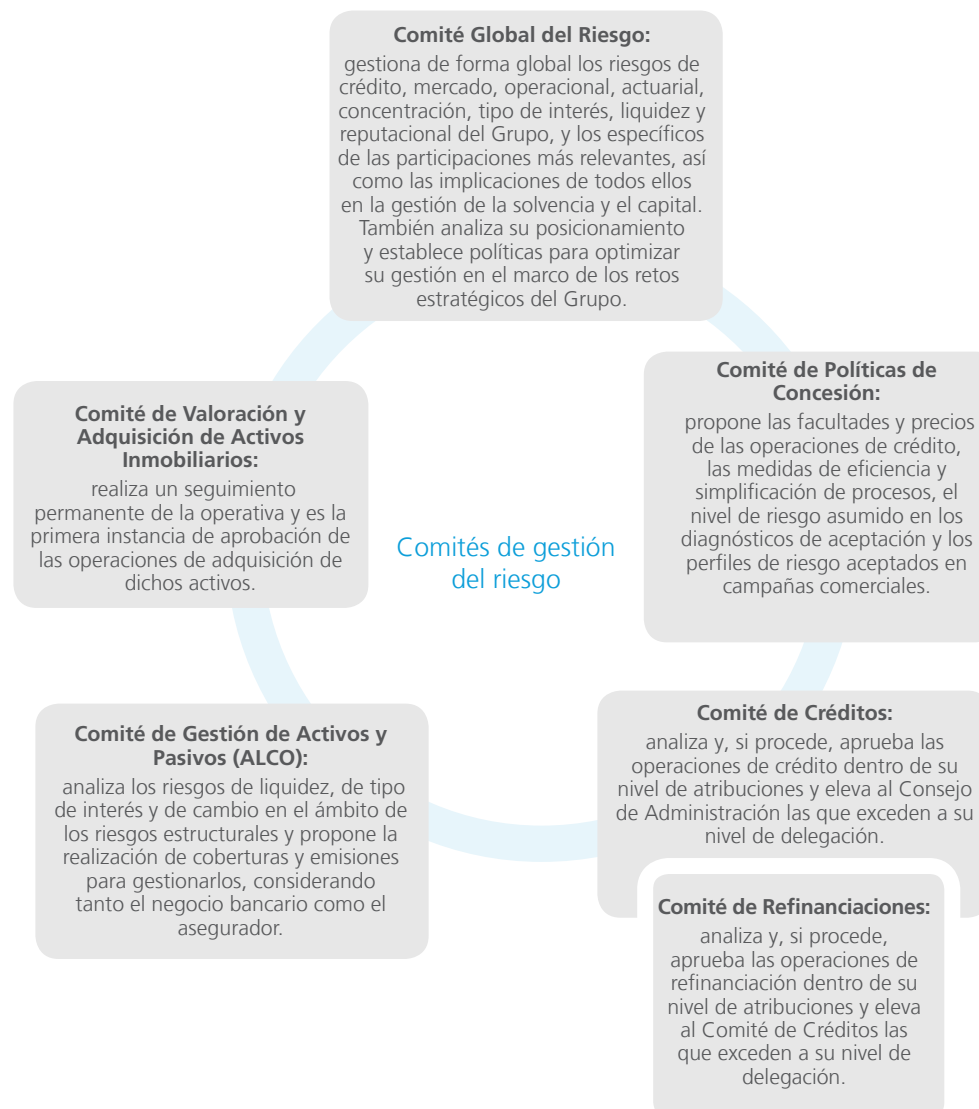 Comité Global del Riesgo:
gestiona de forma global los riesgos de
crédito, mercado, operacional, actuarial,
concentración, tipo de interés, liquidez y
reputacional del Grupo, y los específicos
de las participaciones más relevantes, así
como las implicaciones de todos ellos
en la gestión de la solvencia y el capital.
También analiza su posicionamiento
y establece políticas para optimizar
su gestión en el marco de los retos
estratégicos del Grupo.
Comité de Políticas de
Concesión:
propone las facultades y precios
de las operaciones de crédito,
las medidas de eficiencia y
simplificación de procesos, el
nivel de riesgo asumido en los
diagnósticos de aceptación y los
perfiles de riesgo aceptados en
campañas comerciales.
Comité de Valoración y
Adquisición de Activos
Inmobiliarios:
realiza un seguimiento
permanente de la operativa y es la
primera instancia de aprobación de
las operaciones de adquisición de
dichos activos.
Comités de gestión
del riesgo
Comité de Créditos:
analiza y, si procede, aprueba las
operaciones de crédito dentro de su
nivel de atribuciones y eleva al Consejo
de Administración las que exceden a su
nivel de delegación.
Comité de Gestión de Activos y
Pasivos (ALCO):
analiza los riesgos de liquidez, de tipo
de interés y de cambio en el ámbito de
los riesgos estructurales y propone la
realización de coberturas y emisiones
para gestionarlos, considerando
tanto el negocio bancario como el
asegurador.
Comité de Refinanciaciones:
analiza y, si procede,
aprueba las operaciones de
refinanciación dentro de su
nivel de atribuciones y eleva
al Comité de Créditos las
que exceden a su nivel de
delegación.